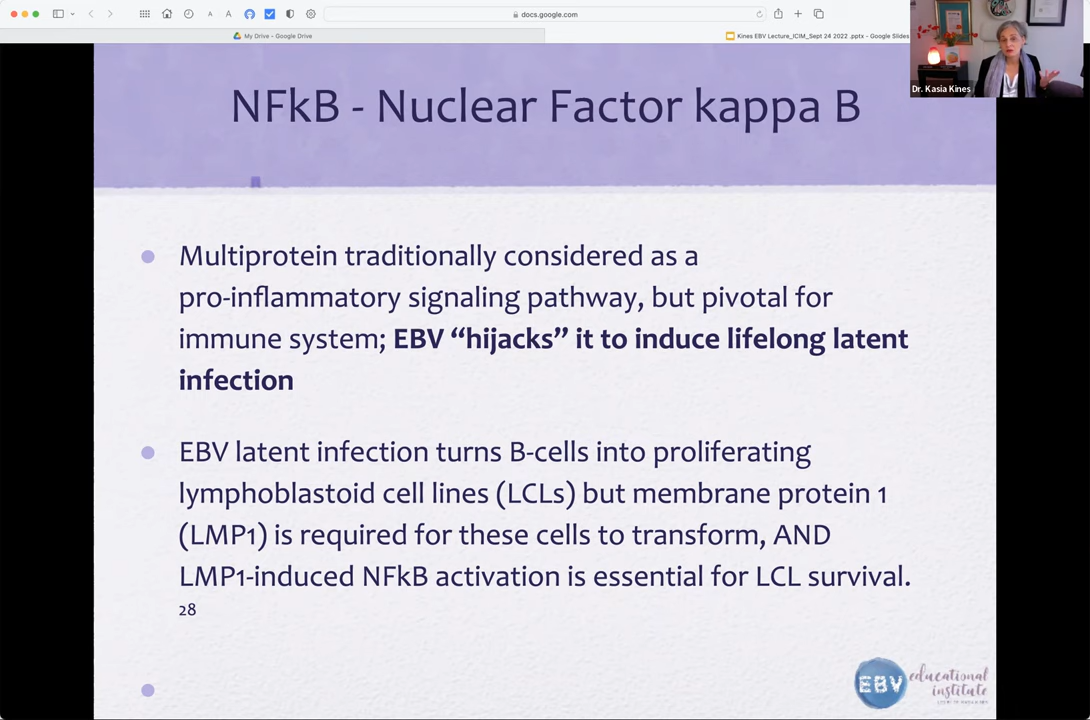 docs.google.com
My Drive - Google Drive
Kines EBV Lecture_ICIM_Sept 24 2022 .pptx - Google Slides
A
A
Dr. Kasia Kines
NFkB - Nuclear Factor kappa B
Multiprotein traditionally considered as a
pro-inflammatory signaling pathway, but pivotal for
immune system; EBV “hijacks” it to induce lifelong latent
infection
EBV latent infection turns B-cells into proliferating
lymphoblastoid cell lines (LCLs) but membrane protein 1
(LMP1) is required for these cells to transform, AND
LMP1-induced NFkB activation is essential for LCL survival.
28
EBV educational
institute